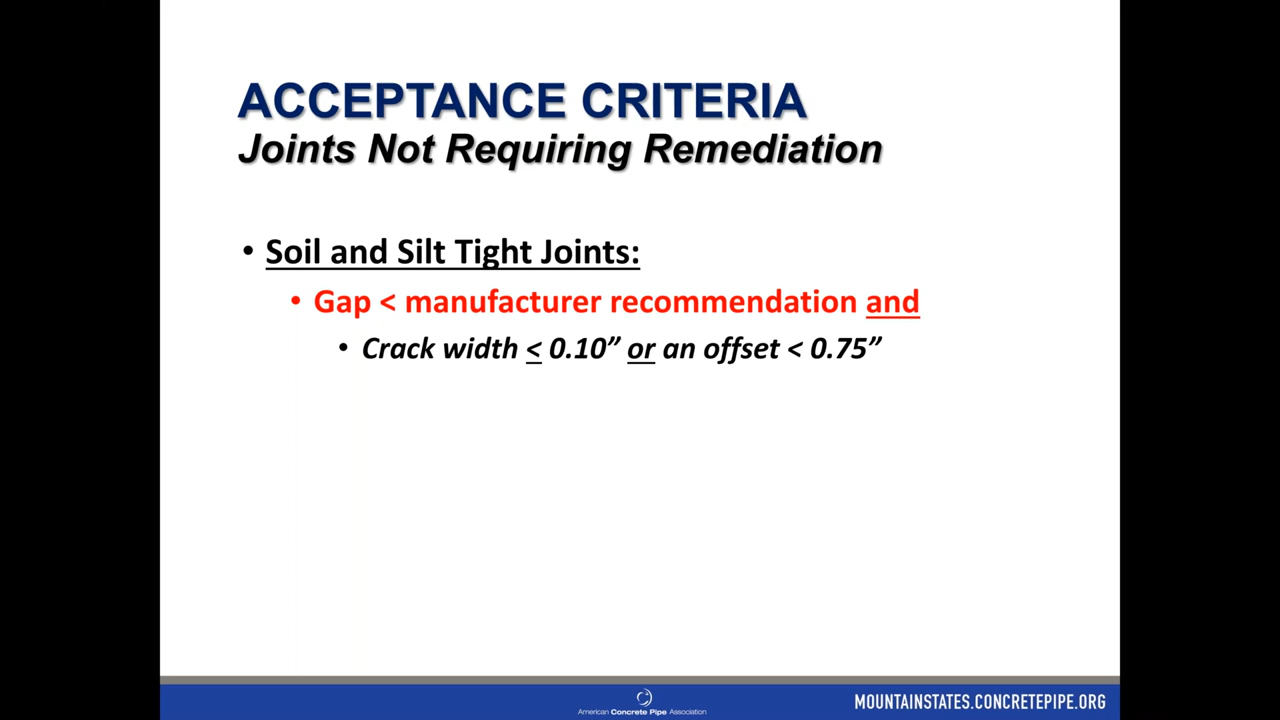 ACCEPTANCE CRITERIA
Joints Not Requiring Remediation
• Soil and Silt Tight Joints:
• Gap < manufacturer recommendation and
• Crack width < 0.10” or an offset < 0.75”
American Concrete Pipe Association
MOUNTAINSTATES.CONCRETEPIPE.ORG